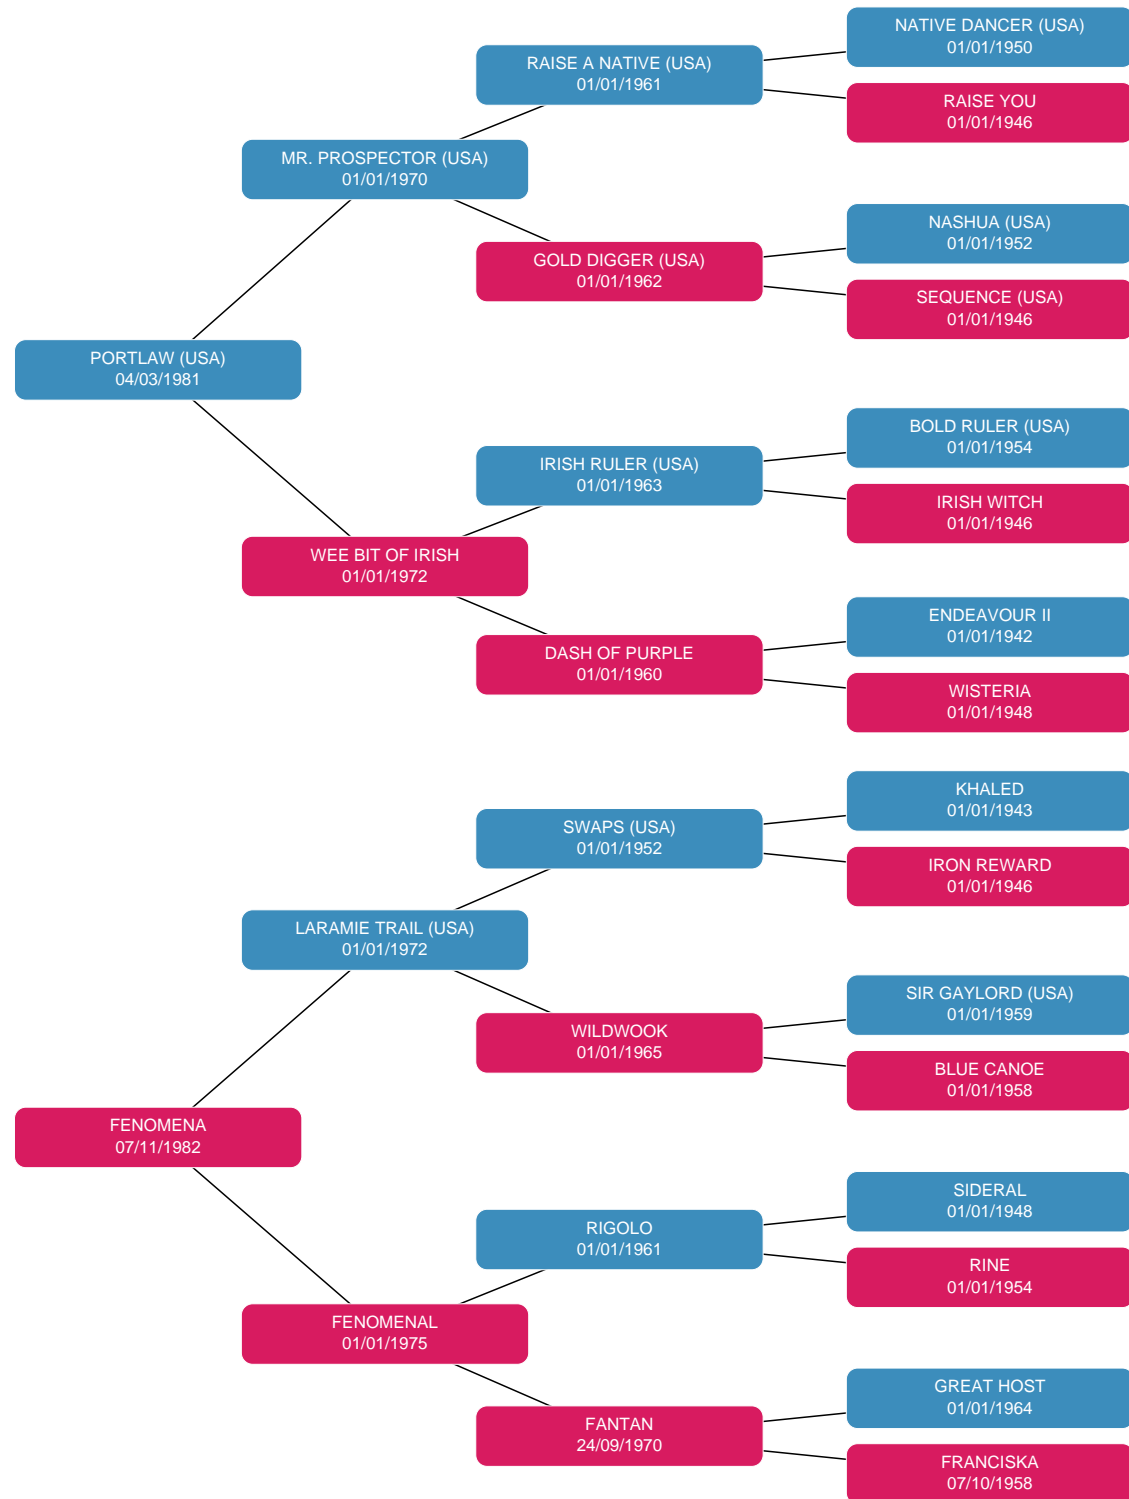 NATIVE DANCER (USA)
01/01/1950
RAISE A NATIVE (USA)
01/01/1961
RAISE YOU
01/01/1946
MR. PROSPECTOR (USA)
01/01/1970
NASHUA (USA)
01/01/1952
GOLD DIGGER (USA)
01/01/1962
SEQUENCE (USA)
01/01/1946
PORTLAW (USA)
04/03/1981
BOLD RULER (USA)
01/01/1954
IRISH RULER (USA)
01/01/1963
IRISH WITCH
01/01/1946
WEE BIT OF IRISH
01/01/1972
ENDEAVOUR II
01/01/1942
DASH OF PURPLE
01/01/1960
WISTERIA
01/01/1948
KHALED
01/01/1943
SWAPS (USA)
01/01/1952
IRON REWARD
01/01/1946
LARAMIE TRAIL (USA)
01/01/1972
SIR GAYLORD (USA)
01/01/1959
WILDWOOK
01/01/1965
BLUE CANOE
01/01/1958
FENOMENA
07/11/1982
SIDERAL
01/01/1948
RIGOLO
01/01/1961
RINE
01/01/1954
FENOMENAL
01/01/1975
GREAT HOST
01/01/1964
FANTAN
24/09/1970
FRANCISKA
07/10/1958